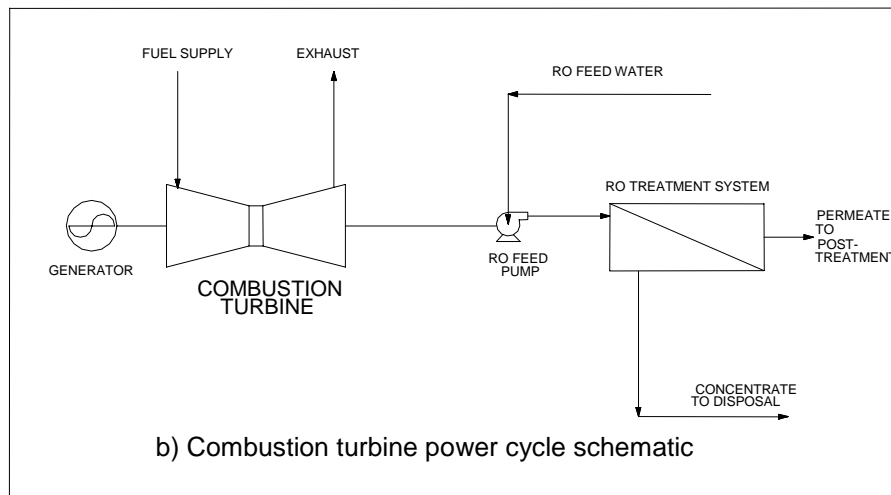 FUEL SUPPLY
EXHAUST
RO FEED WATER
RO TREATMENT SYSTEM
PERMEATE
TO
POST-
TREATMENT
GENERATOR
COMBUSTION
TURBINE
RO FEED
PUMP
CONCENTRATE
TO DISPOSAL
b) Combustion turbine power cycle schematic